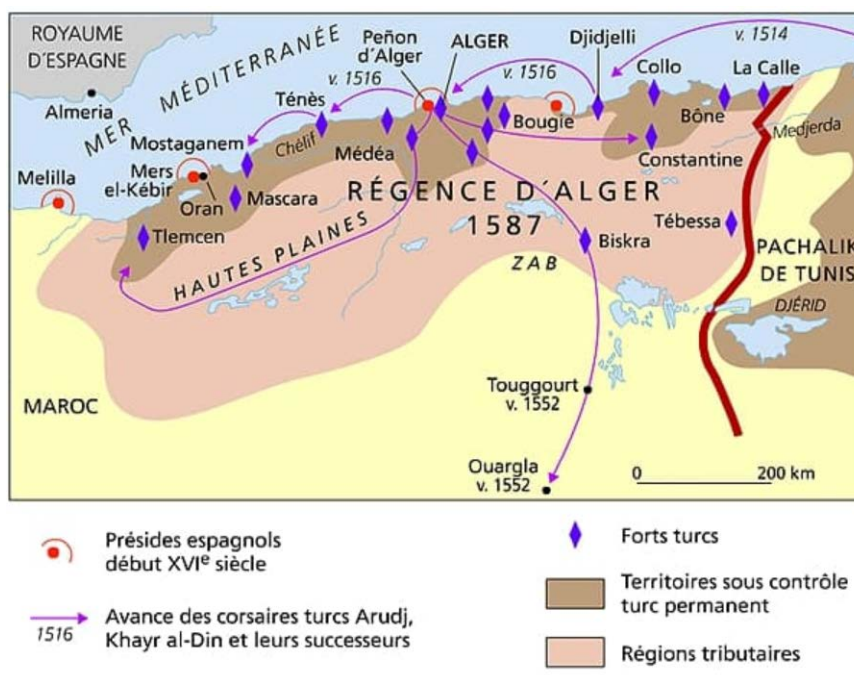 ROYAUME
D'ESPAGNE
Almeria
MER MÉDITERRANÉE
v. 1516
Peñon
d'Alger
ALGER
v. 1516
Djidjelli
v. 1514
Collo
La Calle
Ténès
Bougie
Bône
Medjerda
Mostaganem
Chélif
Médéa
Constantine
Melilla
Mers
el-Kébir
Oran
Mascara
RÉGENCE D'ALGER
1587
Tlemcen
HAUTES PLAINES
Biskra
Tébessa
ZAB
PACHALIK
DE TUNIS
DJÉRID
MAROC
Touggourt
v. 1552
Ouargla
v. 1552
0 200 km
Présides espagnols
début XVIe siècle
Forts turcs
Territoires sous contrôle
turc permanent
1516
Avance des corsaires turcs Arudj,
Khayr al-Din et leurs successeurs
Régions tributaires